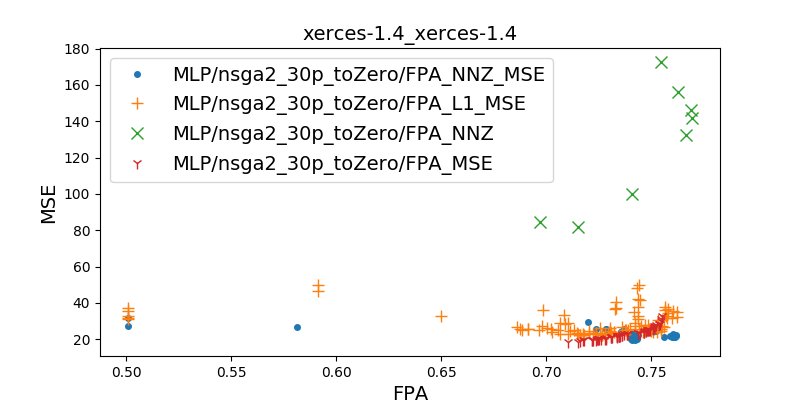 xerces-1.4_xerces-1.4
180
160
140
120
100
80
60
40
20
MSE
MLP/nsga2_30p_toZero/FPA_NNZ_MSE
MLP/nsga2_30p_toZero/FPA_L1_MSE
MLP/nsga2_30p_toZero/FPA_NNZ
MLP/nsga2_30p_toZero/FPA_MSE
0.50 0.55 0.60 0.65 0.70 0.75
FPA